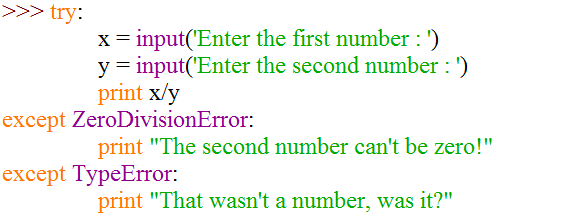 >>> try:
x = input('Enter the first number : ')
y = input('Enter the second number : ')
print x/y
except ZeroDivisionError:
print "The second number can't be zero!"
except TypeError:
print "That wasn't a number, was it?"